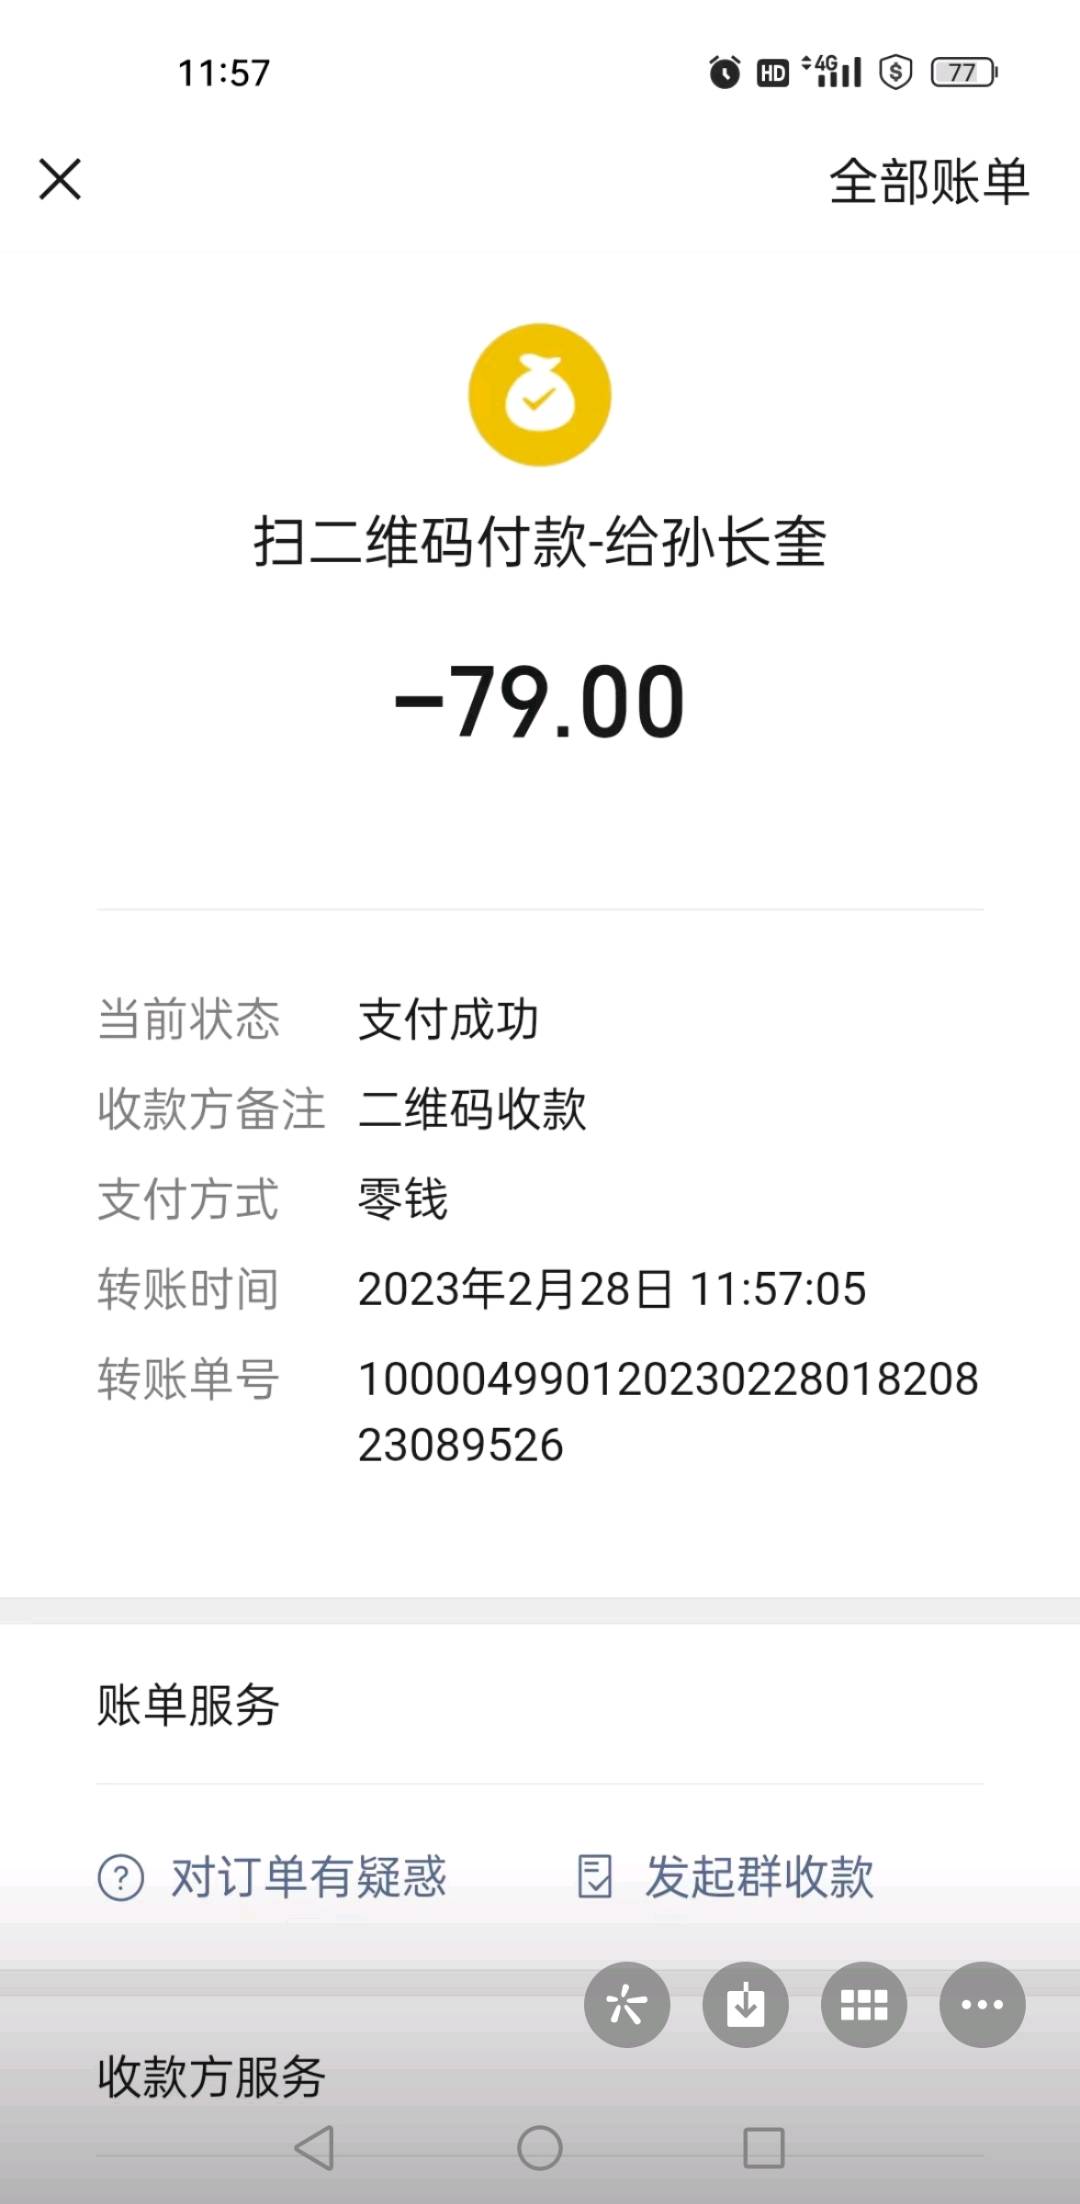 11:57
HD 4G 77
全部账单
扫二维码付款-给孙长奎
-79.00
当前状态 支付成功
收款方备注 二维码收款
支付方式 零钱
转账时间 2023年2月28日 11:57:05
转账单号 100004990120230228018208
23089526
账单服务
对订单有疑惑 发起群收款
收款方服务